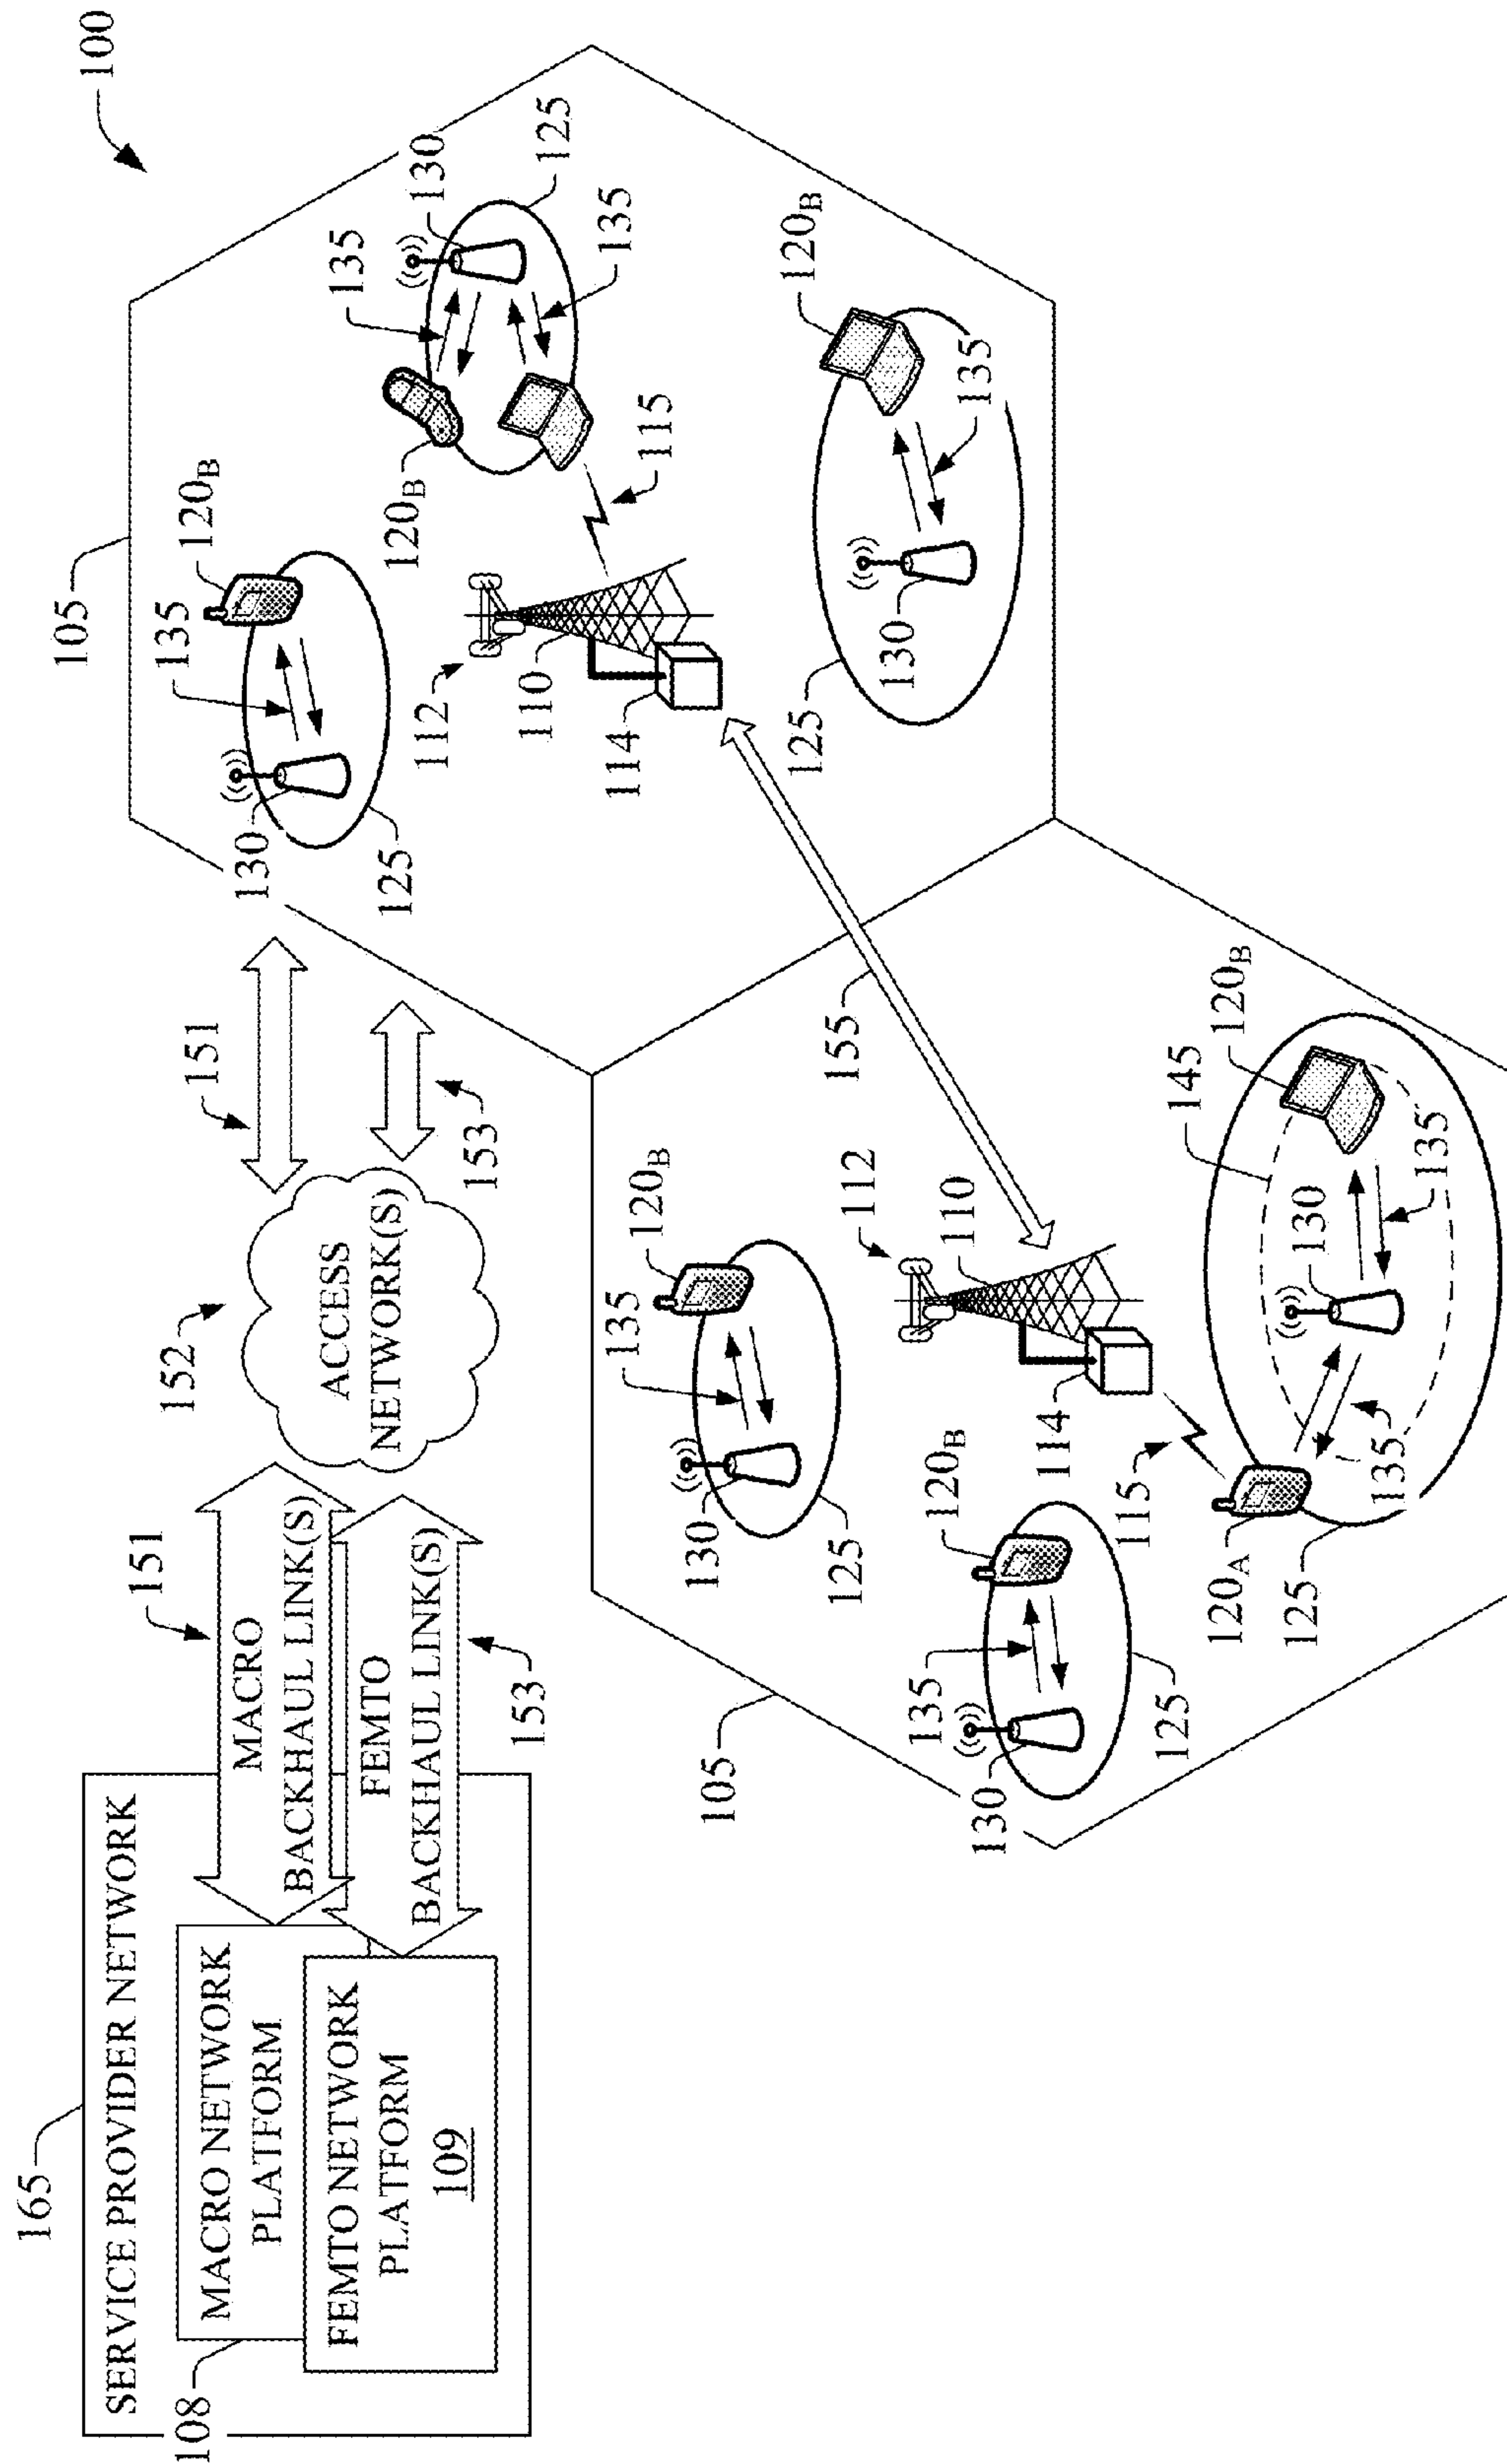 100
165
SERVICE PROVIDER NETWORK
108
MACRO NETWORK
PLATFORM
FEMTO NETWORK
PLATFORM
109
151
MACRO
BACKHAUL LINK(S)
FEMTO
BACKHAUL LINK(S)
153
152
ACCESS
NETWORK(S)
151
153
105
135
120B
130
125
135
130
125
135
120B
115
112
110
114
120B
135
130
125
155
105
120B
135
130
125
120B
135
130
125
112
110
114
115
145
120B
130
135
135
120A
125